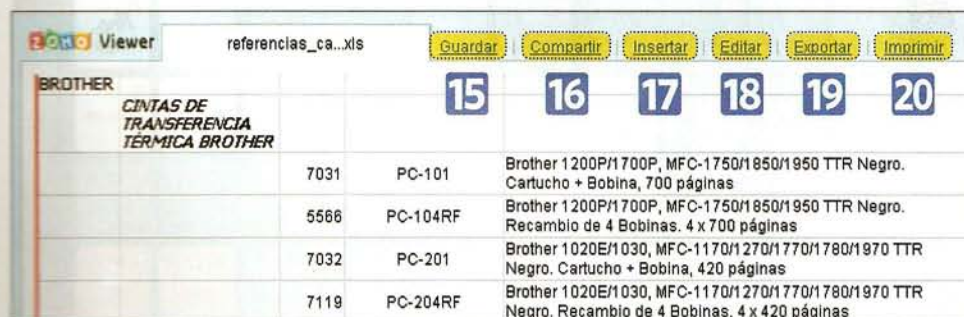 ZOHO Viewer referencias_ca...xls Guardar Compartir Insertar Editar Exportar Imprimir
15 16 17 18 19 20
BROTHER
CINTAS DE
TRANSFERENCIA
TÉRMICA BROTHER
7031 PC-101 Brother 1200P/1700P, MFC-1750/1850/1950 TTR Negro.
Cartucho + Bobina, 700 páginas
5566 PC-104RF Brother 1200P/1700P, MFC-1750/1850/1950 TTR Negro.
Recambio de 4 Bobinas. 4 x 700 páginas
7032 PC-201 Brother 1020E/1030, MFC-1170/1270/1770/1780/1970 TTR
Negro. Cartucho + Bobina, 420 páginas
7119 PC-204RF Brother 1020E/1030, MFC-1170/1270/1770/1780/1970 TTR
Negro. Recambio de 4 Bobinas. 4 x 420 páginas